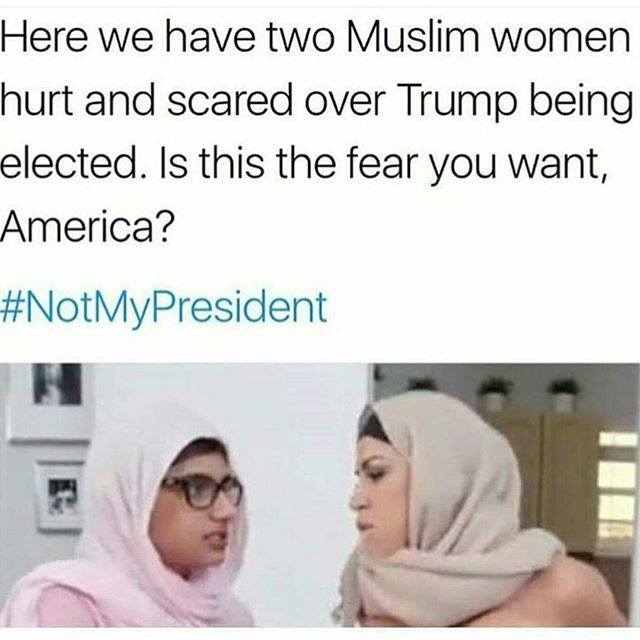 Here we have two Muslim women
hurt and scared over Trump being
elected. Is this the fear you want,
America?
#NotMyPresident